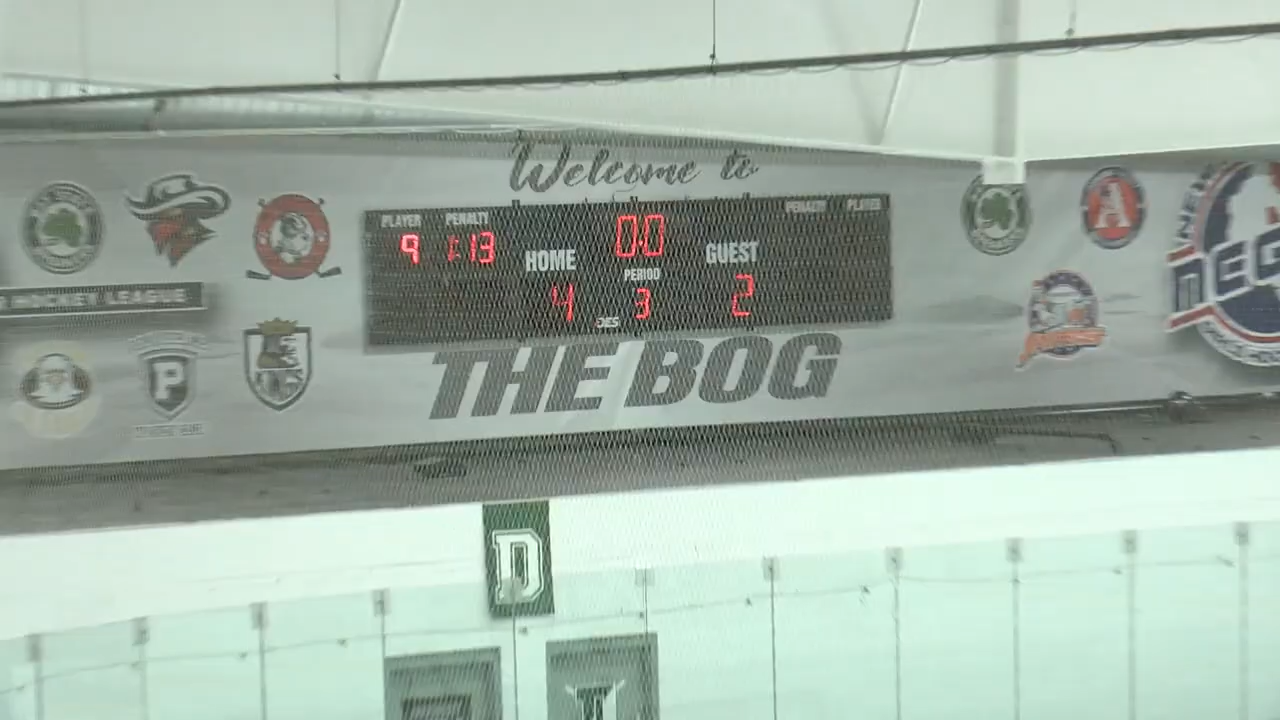 Welcome to
PLAYER PENALTY
PENALTY PLAYER
9 1:13
0.0
HOME
GUEST
PERIOD
4 3 2
HOCKEY LEAGUE
THE BOG
A
P
D